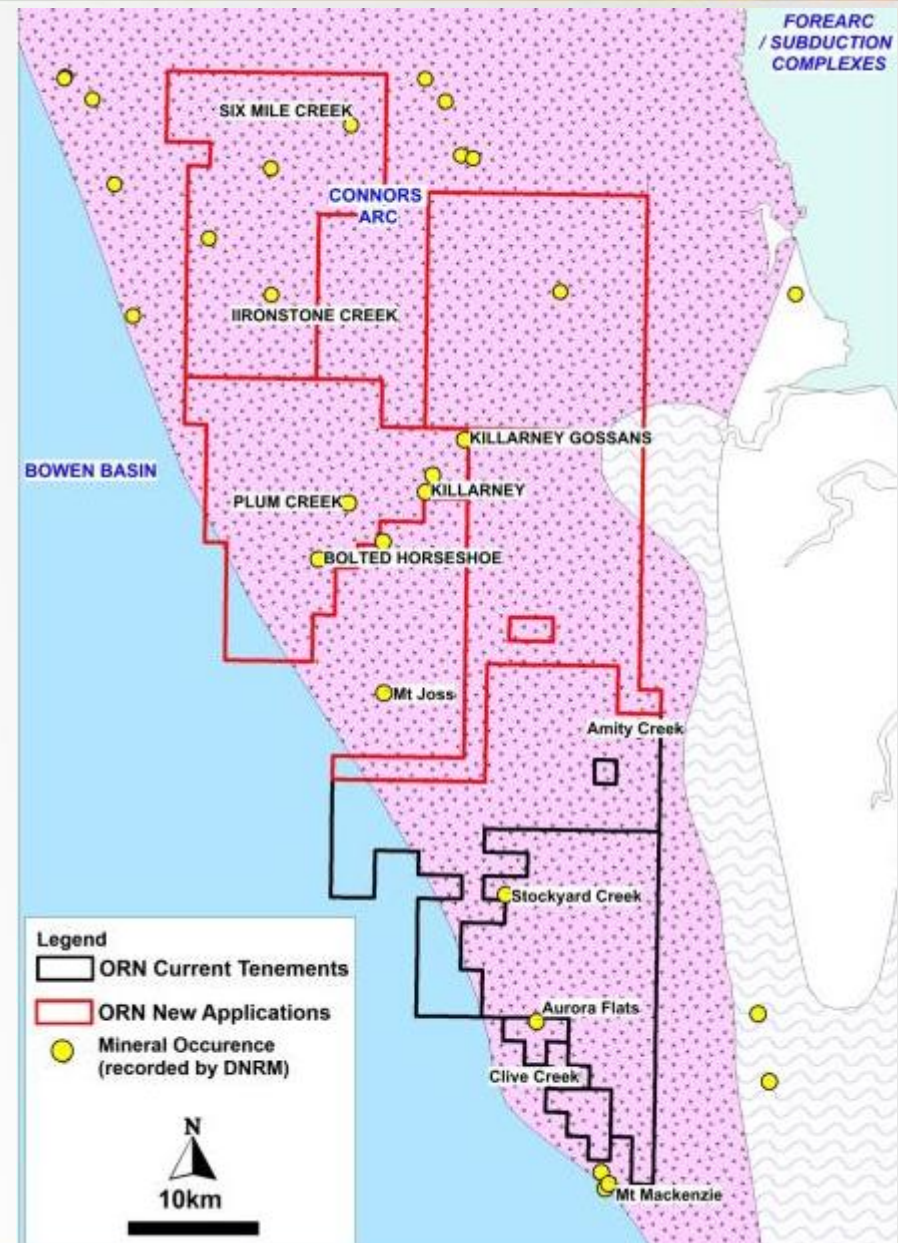 FOREARC
/ SUBDUCTION
COMPLEXES
SIX MILE CREEK
CONNORS
ARC
IIRONSTONE CREEK
KILLARNEY GOSSANS
BOWEN BASIN
KILLARNEY
PLUM CREEK
BOLTED HORSESHOE
Mt Joss
Amity Creek
Stockyard Creek
Aurora Flats
Clive Creek
Mt Mackenzie
Legend
ORN Current Tenements
ORN New Applications
Mineral Occurence
(recorded by DNRM)
N
10km